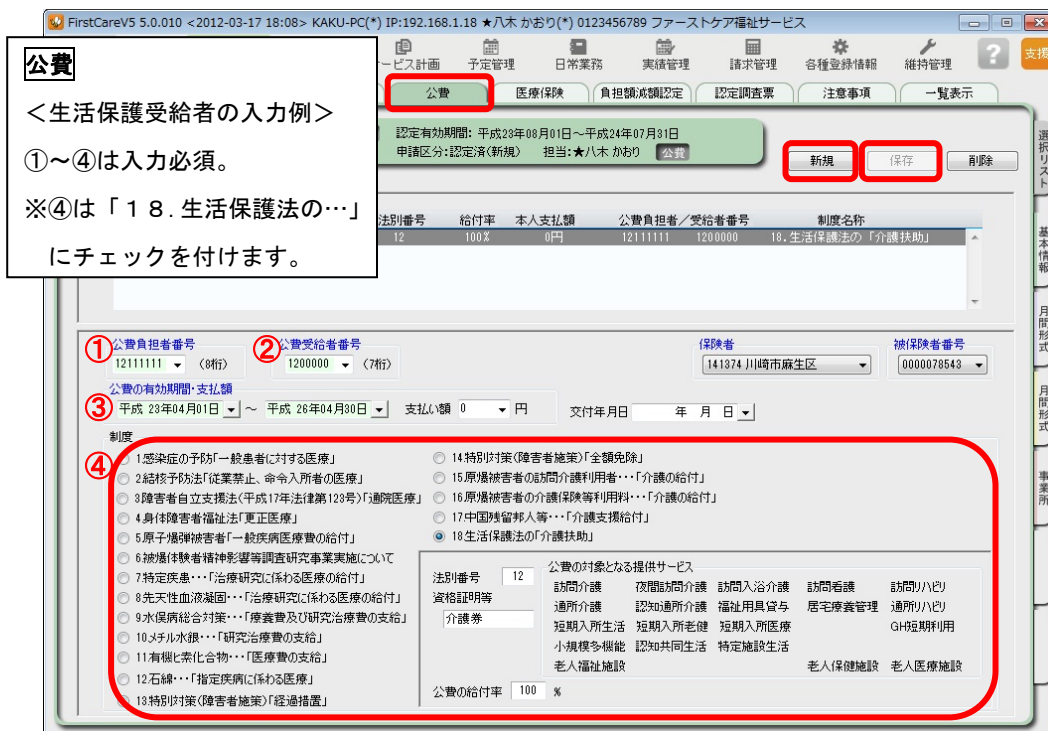 FirstCareV5 5.0.010 <2012-03-17 18:08> KAKU-PC(*) IP:192.168.1.18 ★八木 かおり(*) 0123456789 ファーストケア福祉サービス
公費
<生活保護受給者の入力例>
①~④は入力必須。
※④は「18.生活保護法の…」
にチェックを付けます。
ービス計画 予定管理 日常業務 実績管理 請求管理 各種登録情報 維持管理 ? 支援
公費 医療保険 負担額減額認定 認定調査票 注意事項 一覧表示
認定有効期間: 平成23年08月01日~平成24年07月31日
申請区分:認定済(新規) 担当:★八木 かおり 公費
新規 保存 削除
法別番号 給付率 本人支払額 公費負担者/受給者番号 制度名称
12 100% 0円 12111111 1200000 18.生活保護法の「介護扶助」
① 公費負担者番号 ② 公費受給者番号 保険者 被保険者番号
12111111 (8桁) 1200000 (7桁) 141374 川崎市麻生区 0000078543
公費の有効期間・支払額
③ 平成 23年04月01日 ~ 平成 26年04月30日 支払い額 0 円 交付年月日 年 月 日
制度
④ 1.感染症の予防「一般患者に対する医療」
2.結核予防法「従業禁止、命令入所者の医療」
3.障害者自立支援法(平成17年法律第123号)「通院医療」
4.身体障害者福祉法「更正医療」
5.原子爆弾被害者「一般疾病医療費の給付」
6.被爆体験者精神影響等調査研究事業実施について
7.特定疾患・・・「治療研究に係わる医療の給付」
8.先天性血液凝固・・・「治療研究に係わる医療の給付」
9.水俣病総合対策・・・「療養費及び研究治療費の支給」
10.メチル水銀・・・「研究治療費の支給」
11.有機ヒ素化合物・・・「医療費の支給」
12.石綿・・・「指定疾病に係わる医療」
13.特別対策(障害者施策)「経過措置」
14.特別対策(障害者施策)「全額免除」
15.原爆被害者の訪問介護利用者・・・「介護の給付」
16.原爆被害者の介護保険等利用料・・・「介護の給付」
17.中国残留邦人等・・・「介護支援給付」
18.生活保護法の「介護扶助」
法別番号 12
資格証明等
介護券
公費の対象となる提供サービス
訪問介護 夜間訪問介護 訪問入浴介護 訪問看護 訪問リハビリ
通所介護 認知通所介護 福祉用具貸与 居宅療養管理 通所リハビリ
短期入所生活 短期入所老健 短期入所医療 GH短期利用
小規模多機能 認知共同生活 特定施設生活
老人福祉施設 老人保健施設 老人医療施設
公費の給付率 100 %
選択リスト
基本情報
月間形式
月間形式
事業所